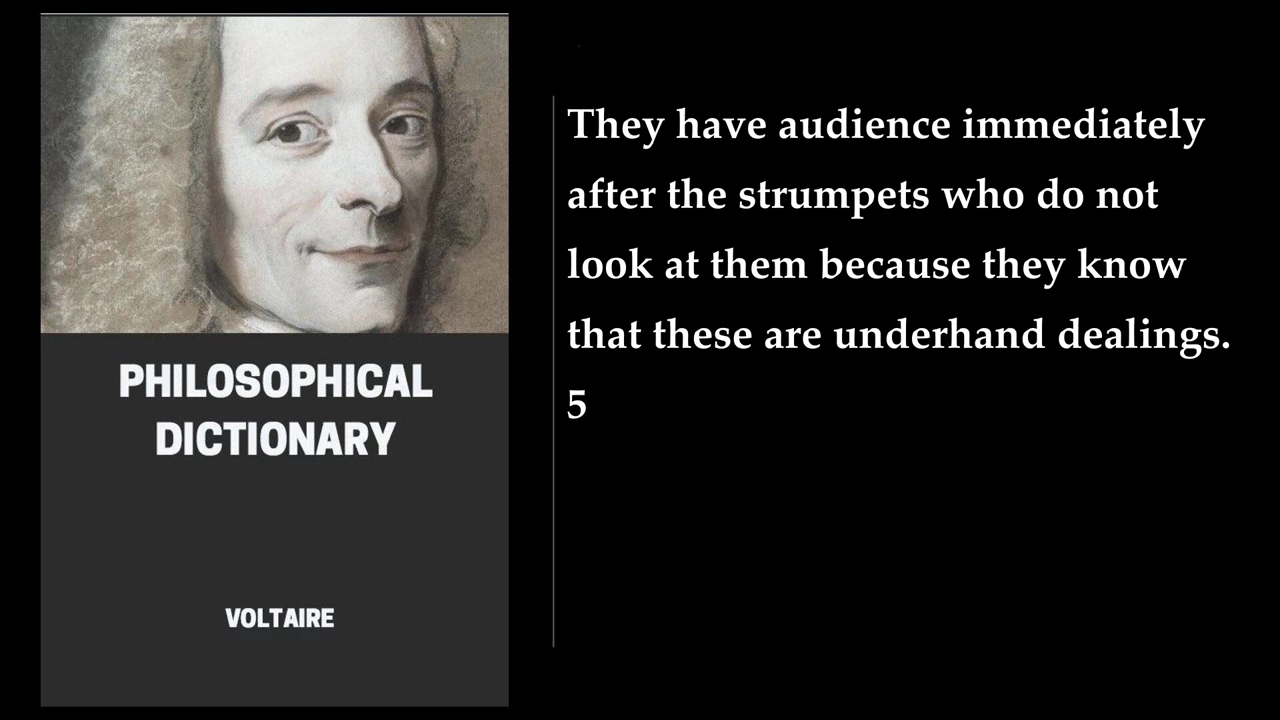 PHILOSOPHICAL
DICTIONARY
VOLTAIRE
They have audience immediately
after the strumpets who do not
look at them because they know
that these are underhand dealings.
5